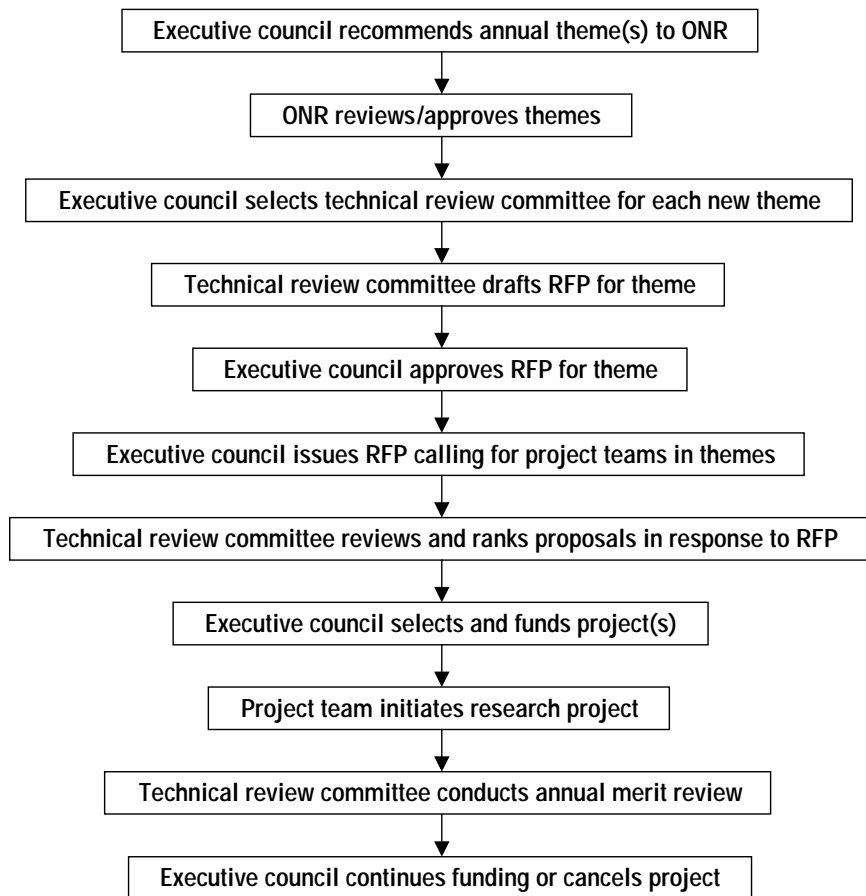 Executive council recommends annual theme(s) to ONR
ONR reviews/approves themes
Executive council selects technical review committee for each new theme
Technical review committee drafts RFP for theme
Executive council approves RFP for theme
Executive council issues RFP calling for project teams in themes
Technical review committee reviews and ranks proposals in response to RFP
Executive council selects and funds project(s)
Project team initiates research project
Technical review committee conducts annual merit review
Executive council continues funding or cancels project